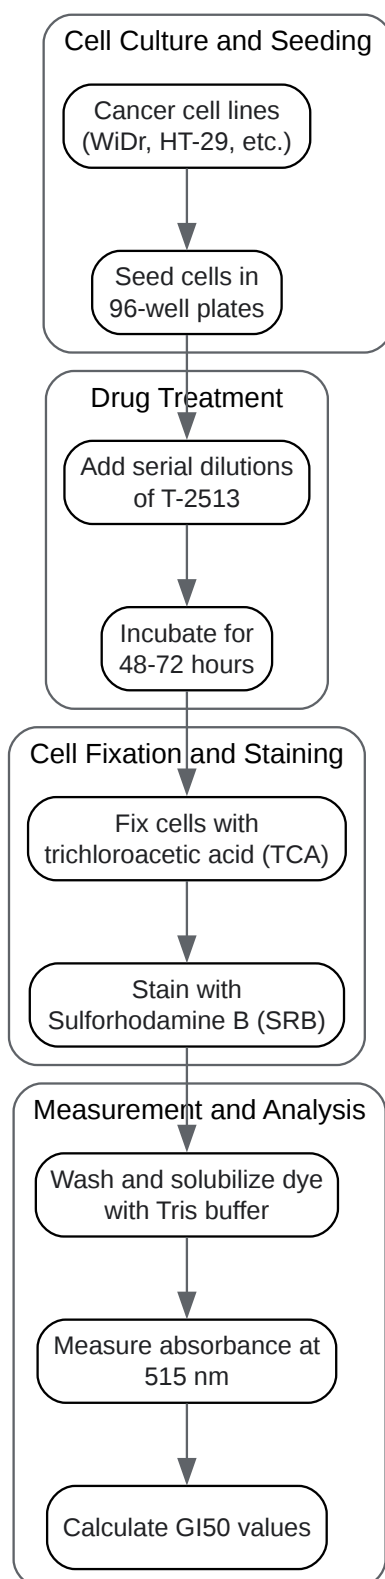 Cell Culture and Seeding
Cancer cell lines
(WiDr, HT-29, etc.)
Seed cells in
96-well plates
Drug Treatment
Add serial dilutions
of T-2513
Incubate for
48-72 hours
Cell Fixation and Staining
Fix cells with
trichloroacetic acid (TCA)
Stain with
Sulforhodamine B (SRB)
Measurement and Analysis
Wash and solubilize dye
with Tris buffer
Measure absorbance at
515 nm
Calculate GI50 values